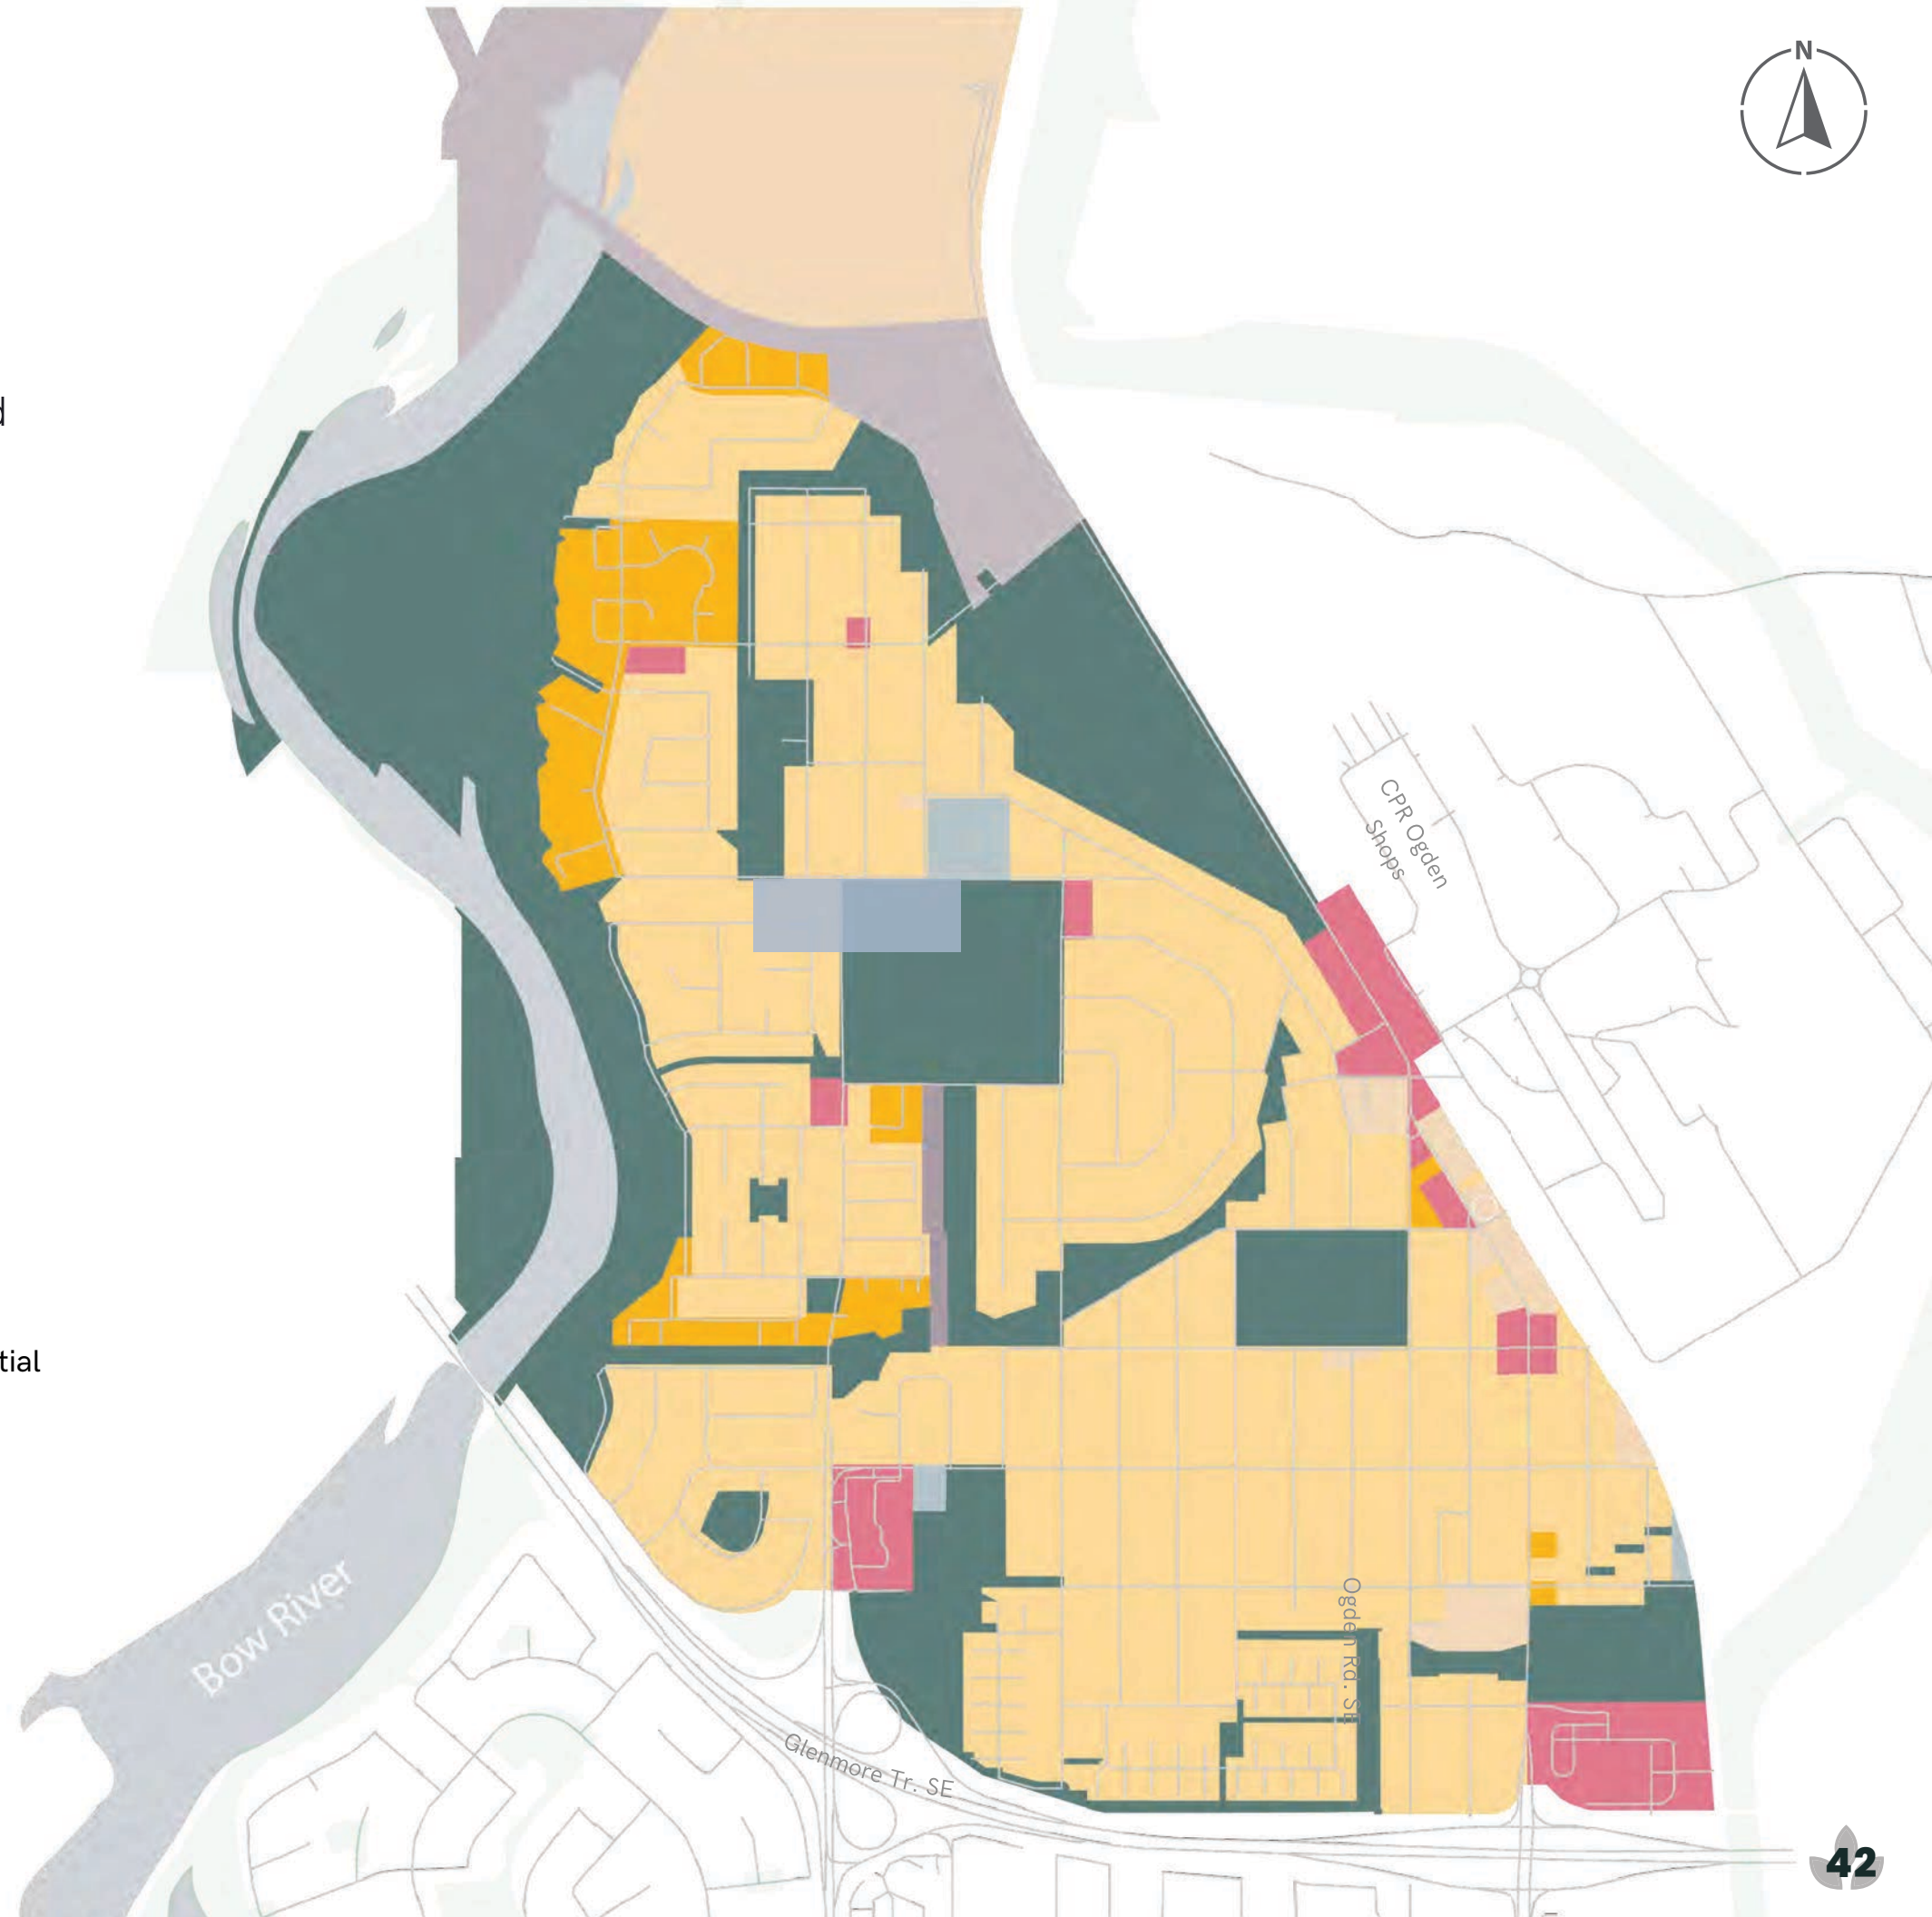 N
d
CPR Ogden
Shops
tial
Ogden Rd. SE
Bow River
Glenmore Tr. SE
42